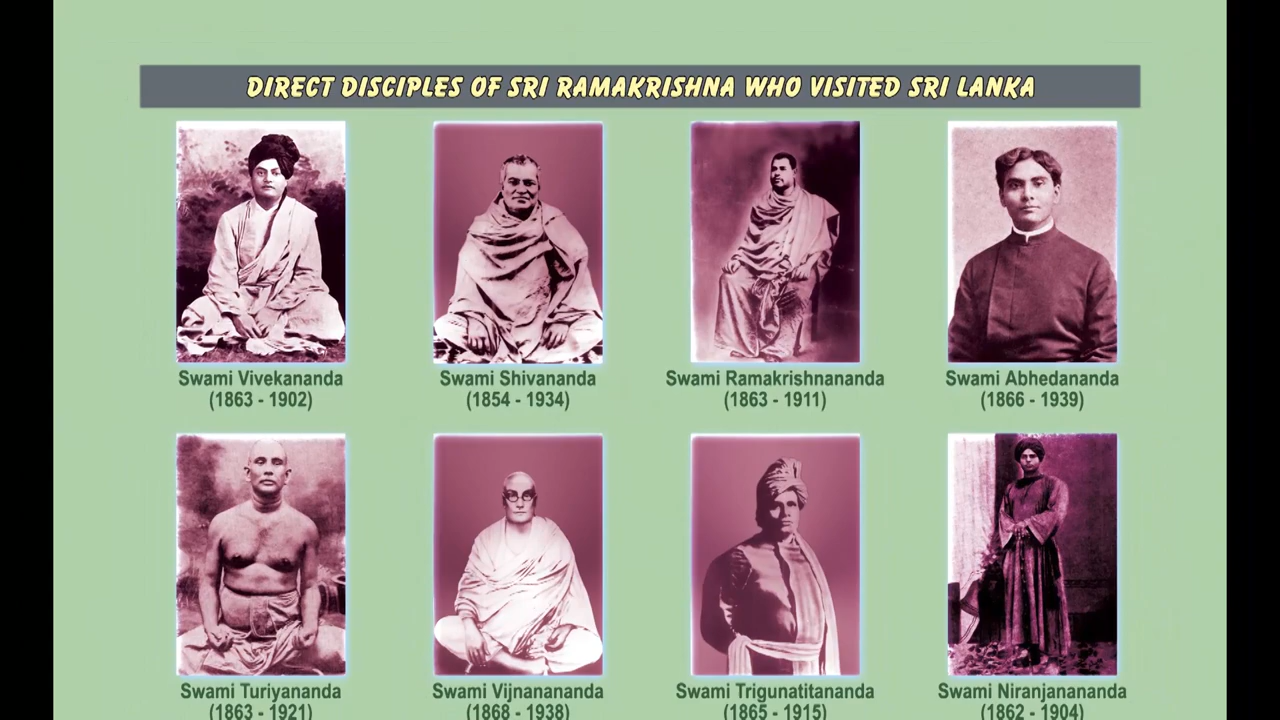 DIRECT DISCIPLES OF SRI RAMAKRISHNA WHO VISITED SRI LANKA
Swami Vivekananda
(1863 - 1902)
Swami Shivananda
(1854 - 1934)
Swami Ramakrishnananda
(1863 - 1911)
Swami Abhedananda
(1866 - 1939)
Swami Turiyananda
(1863 - 1921)
Swami Vijnanananda
(1868 - 1938)
Swami Trigunatitananda
(1865 - 1915)
Swami Niranjanananda
(1862 - 1904)